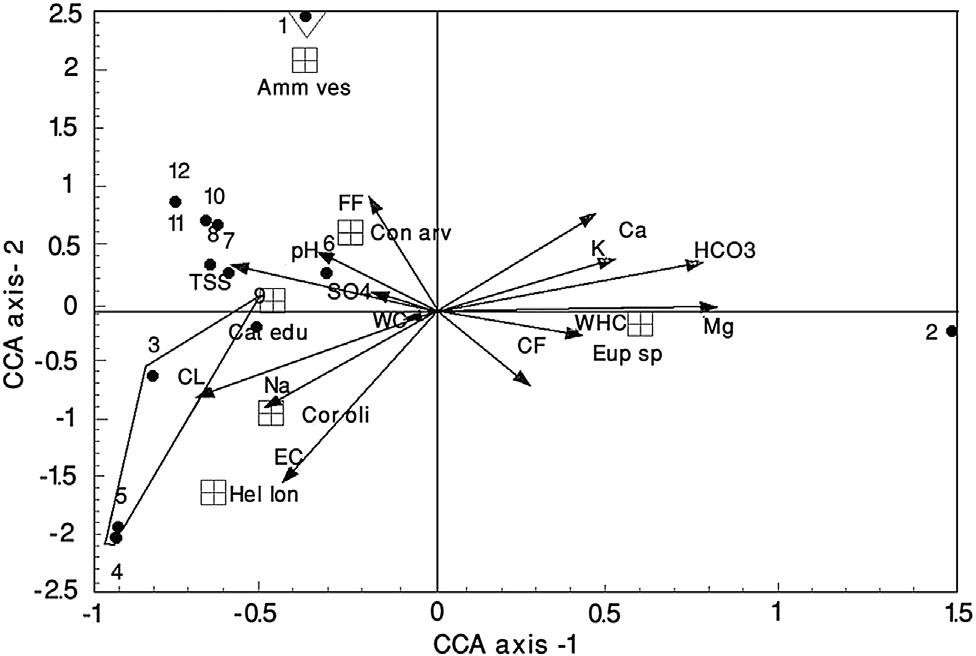 2.5
1
2
Amm ves
1.5
12
1
10
11
8
7
FF
Con arv
Ca
0.5
pH
6
K
HCO3
TSS
SO4
9
0
WC
WHC
Mg
2
Cat edu
CF
Eup sp
3
-0.5
CL
Na
-1
Cor oli
EC
-1.5
5
Hel lon
-2
4
-2.5
-1
-0.5
0
0.5
1
1.5
CCA axis -1
CCA axis- 2